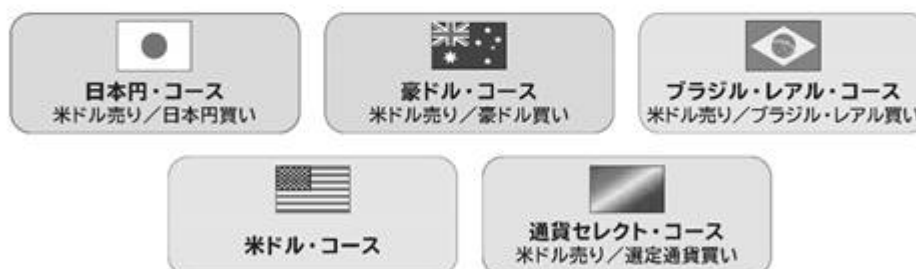 日本円・コース
米ドル売り／日本円買い
豪ドル・コース
米ドル売り／豪ドル買い
ブラジル・レアル・コース
米ドル売り／ブラジル・レアル買い
米ドル・コース
通貨セレクト・コース
米ドル売り／選定通貨買い